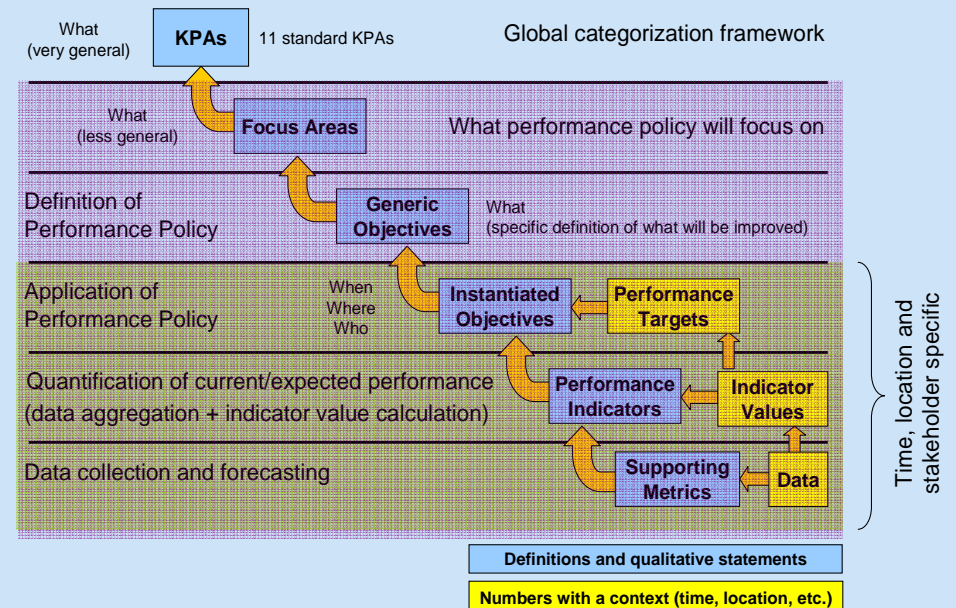 What
(very general)
KPAs
11 standard KPAs
Global categorization framework
What
(less general)
Focus Areas
What performance policy will focus on
Definition of
Performance Policy
Generic
Objectives
What
(specific definition of what will be improved)
Application of
Performance Policy
When
Where
Who
Instantiated
Objectives
Performance
Targets
Quantification of current/expected performance
(data aggregation + indicator value calculation)
Performance
Indicators
Indicator
Values
Data collection and forecasting
Supporting
Metrics
Data
Time, location and
stakeholder specific
Definitions and qualitative statements
Numbers with a context (time, location, etc.)